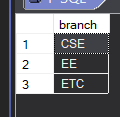 branch
1 CSE
2 EE
3 ETC